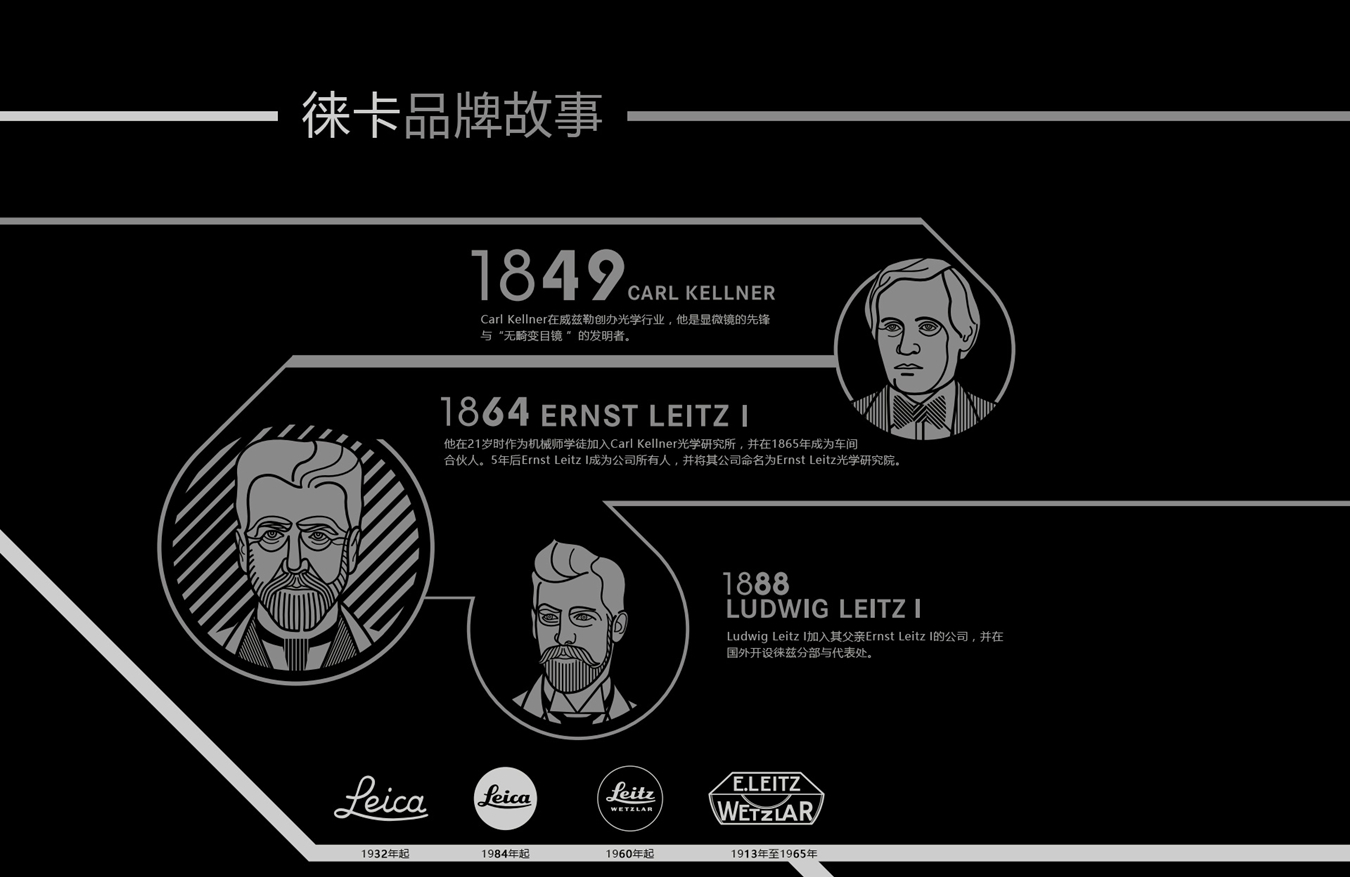 徕卡品牌故事
1849 CARL KELLNER
Carl Kellner在威兹勒创办光学行业，他是显微镜的先锋
与“无畸变目镜 ”的发明者。
1864 ERNST LEITZ I
他在21岁时作为机械师学徒加入Carl Kellner光学研究所，并在1865年成为车间
合伙人。5年后Ernst Leitz I成为公司所有人，并将其公司命名为Ernst Leitz光学研究院。
1888
LUDWIG LEITZ I
Ludwig Leitz I加入其父亲Ernst Leitz I的公司，并在
国外开设徕兹分部与代表处。
Leica
Leica
Leitz
WETZLAR
E.LEITZ
WETZLAR
1932年起
1984年起
1960年起
1913年至1965年